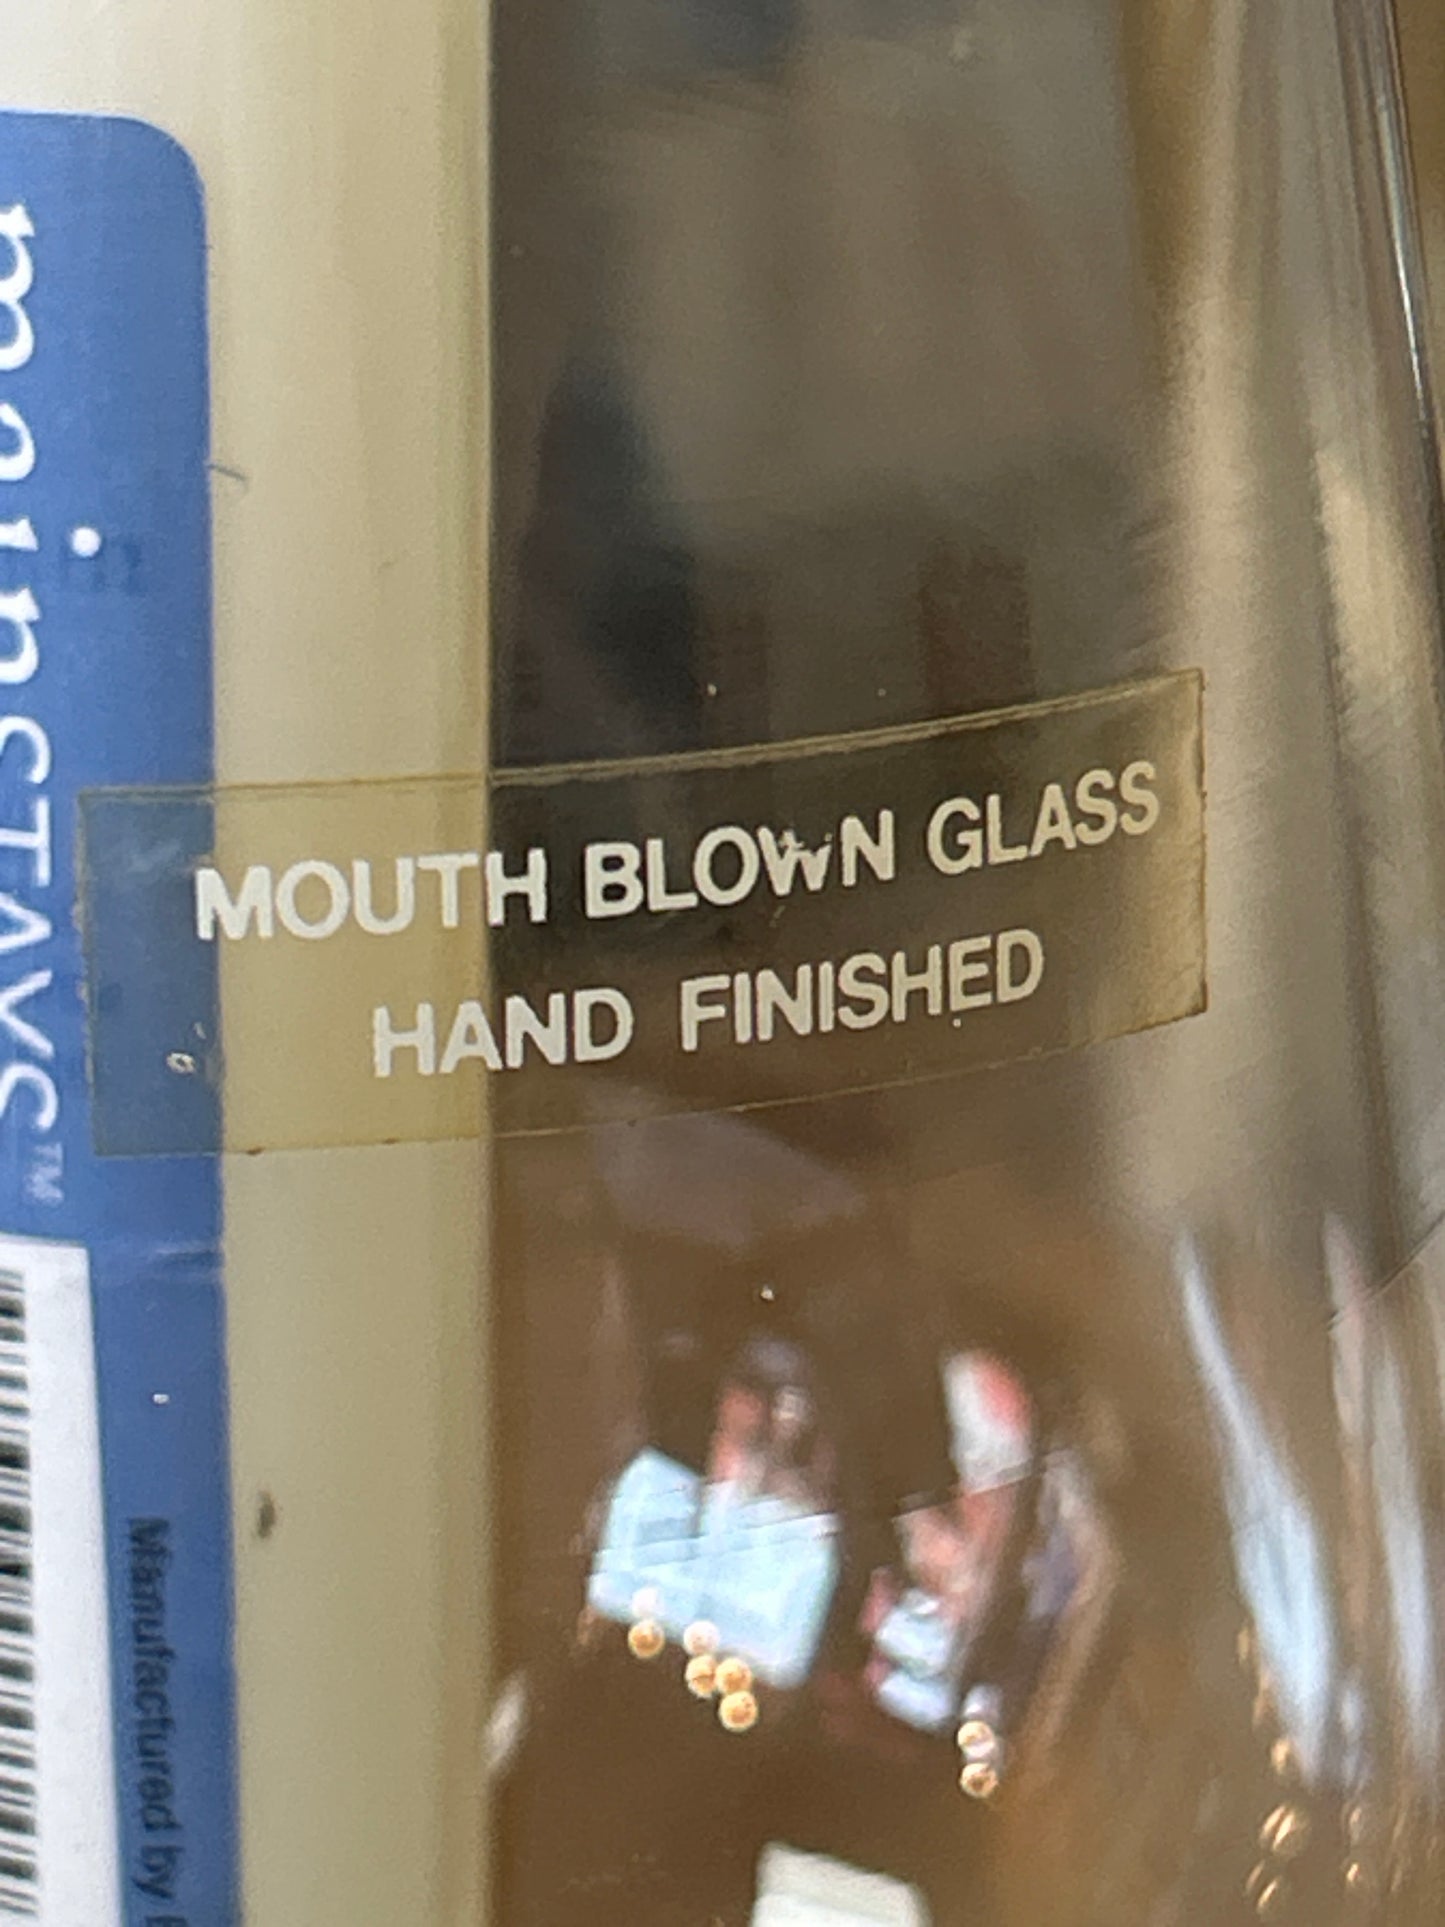 MOUTH BLOWN GLASS
HAND FINISHED
mainSTAYS™
Manufactured by